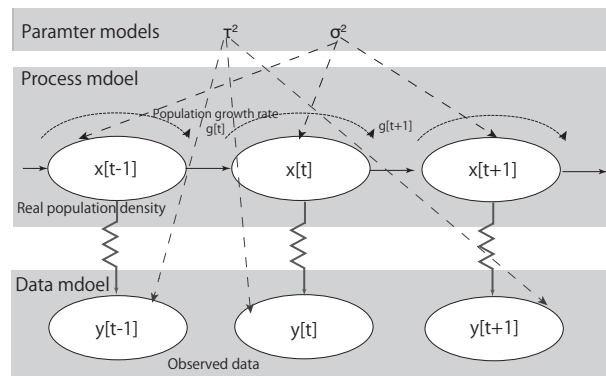 Paramter models τ² σ²
Process mdoel
Population growth rate
g[t] g[t+1]
x[t-1] x[t] x[t+1]
Real population density
Data mdoel
y[t-1] y[t] y[t+1]
Observed data